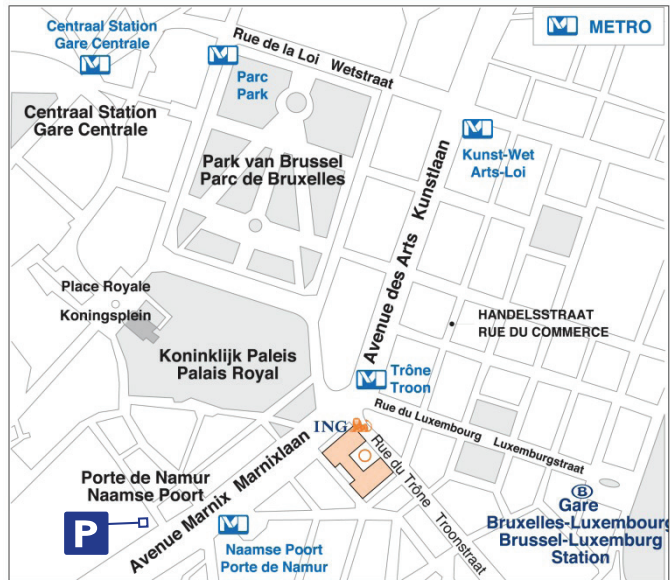 Centraal Station
Gare Centrale
METRO
Rue de la Loi Wetstraat
Parc
Park
Centraal Station
Gare Centrale
Kunst-Wet
Arts-Loi
Park van Brussel
Parc de Bruxelles
Avenue des Arts Kunstlaan
Place Royale
Koningsplein
HANDELSSTRAAT
RUE DU COMMERCE
Koninklijk Paleis
Palais Royal
Trône
Troon
Rue du Luxembourg Luxemburgstraat
ING
Rue du Trône Troonstraat
Avenue Marnix Marnixlaan
Porte de Namur
Naamse Poort
P
B
Gare
Bruxelles-Luxembourg
Brussel-Luxemburg
Station
Naamse Poort
Porte de Namur